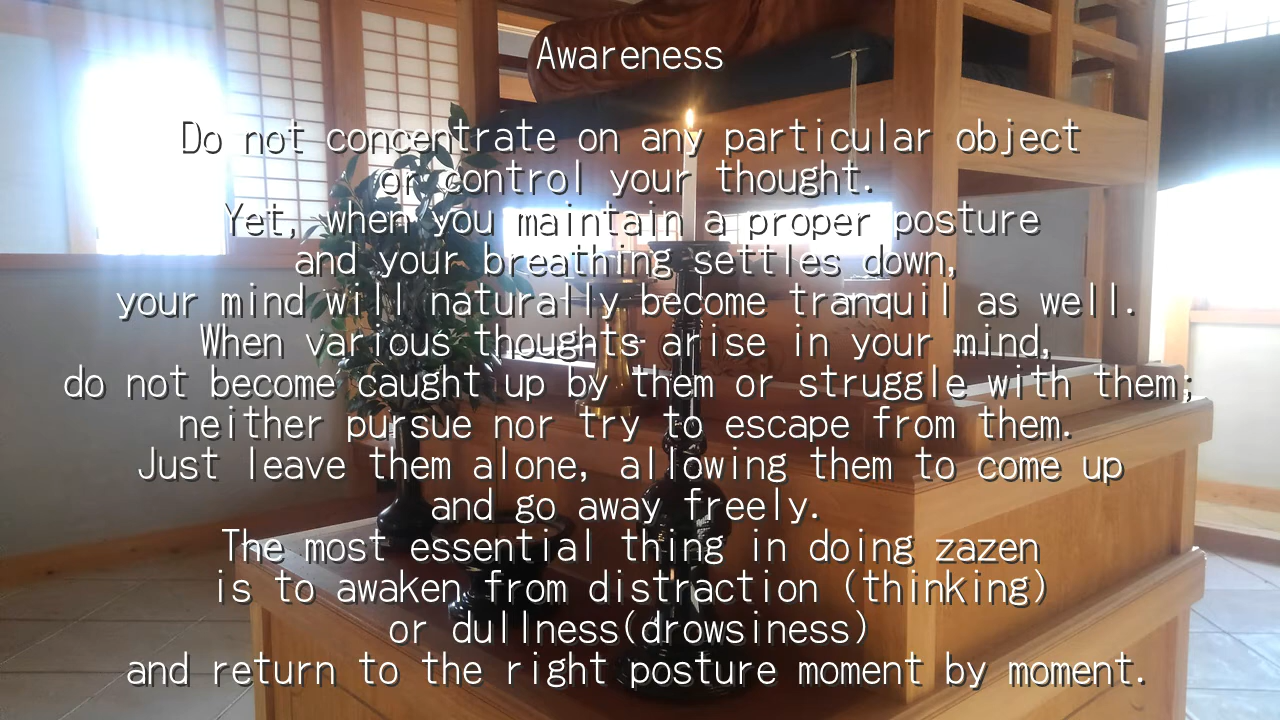 Awareness
Do not concentrate on any particular object
or control your thought.
Yet, when you maintain a proper posture
and your breathing settles down,
your mind will naturally become tranquil as well.
When various thoughts arise in your mind,
do not become caught up by them or struggle with them;
neither pursue nor try to escape from them.
Just leave them alone, allowing them to come up
and go away freely.
The most essential thing in doing zazen
is to awaken from distraction (thinking)
or dullness(drowsiness)
and return to the right posture moment by moment.